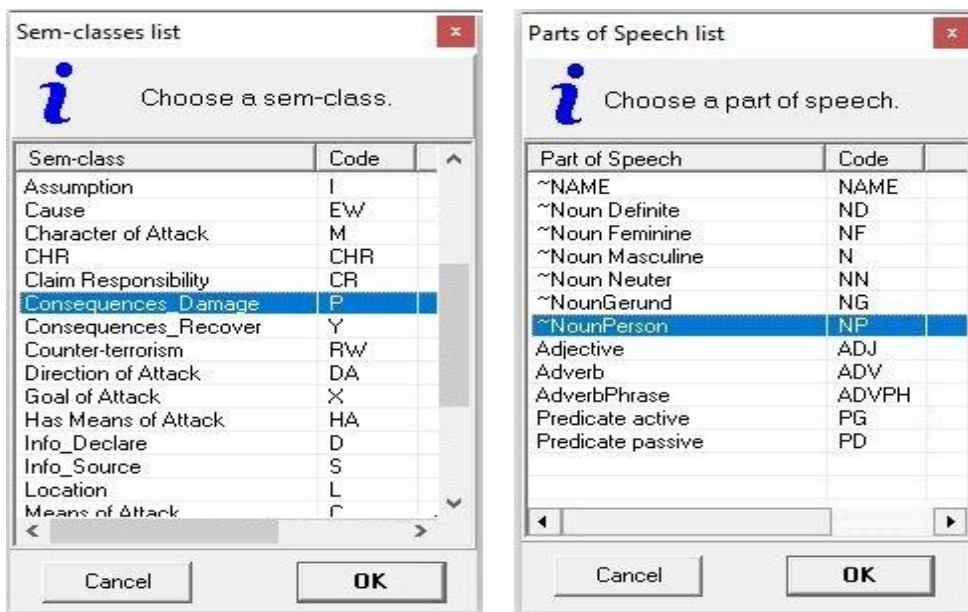 Sem-classes list
x
Choose a sem-class.
Sem-class Code
Assumption I
Cause EW
Character of Attack M
CHR CHR
Claim Responsibility CR
Consequences_Damage P
Consequences_Recover Y
Counter-terrorism RW
Direction of Attack DA
Goal of Attack X
Has Means of Attack HA
Info_Declare D
Info_Source S
Location L
Means of Attack
Cancel OK
Parts of Speech list
x
Choose a part of speech.
Part of Speech Code
~NAME NAME
~Noun Definite ND
~Noun Feminine NF
~Noun Masculine N
~Noun Neuter NN
~NounGerund NG
~NounPerson NP
Adjective ADJ
Adverb ADV
AdverbPhrase ADVPH
Predicate active PG
Predicate passive PD
Cancel OK